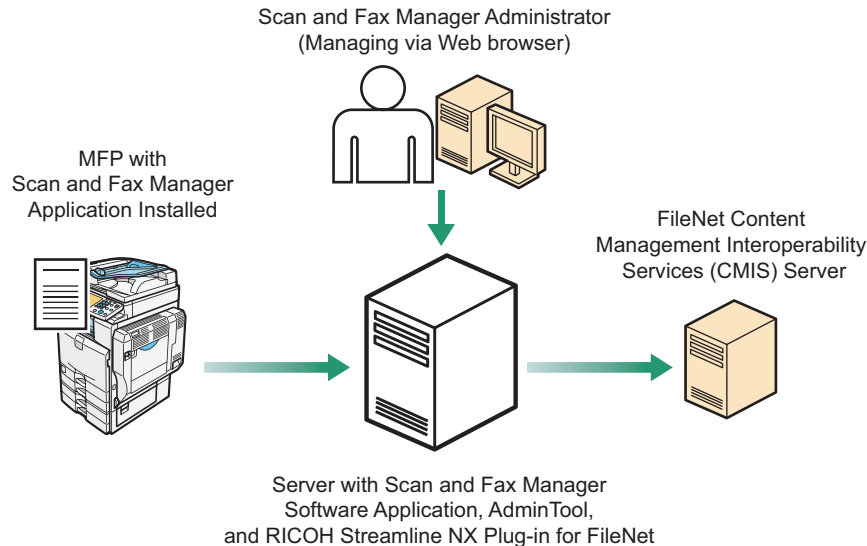 Scan and Fax Manager Administrator
(Managing via Web browser)
MFP with
Scan and Fax Manager
Application Installed
FileNet Content
Management Interoperability
Services (CMIS) Server
Server with Scan and Fax Manager
Software Application, AdminTool,
and RICOH Streamline NX Plug-in for FileNet